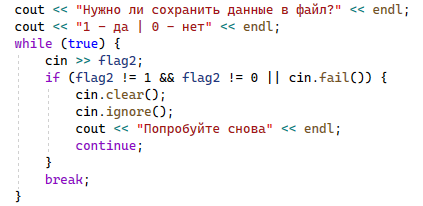 cout << "Нужно ли сохранить данные в файл?" << endl;
cout << "1 - да | 0 - нет" << endl;
while (true) {
    cin >> flag2;
    if (flag2 != 1 && flag2 != 0 || cin.fail()) {
        cin.clear();
        cin.ignore();
        cout << "Попробуйте снова" << endl;
        continue;
    }
    break;
}